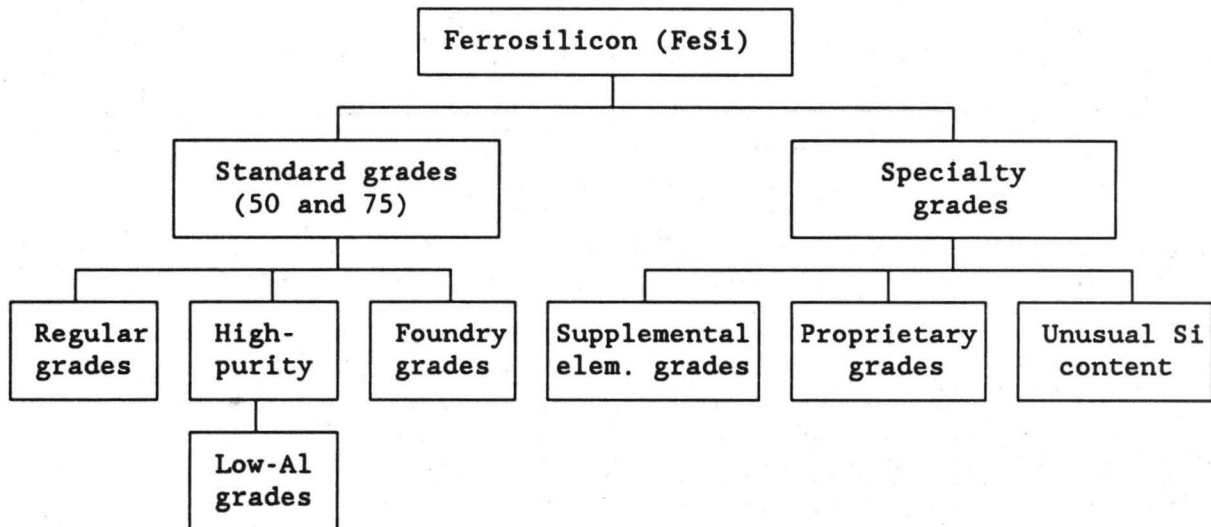 Ferrosilicon (FeSi)
Standard grades
(50 and 75)
Specialty
grades
Regular
grades
High-
purity
Foundry
grades
Supplemental
elem. grades
Proprietary
grades
Unusual Si
content
Low-Al
grades